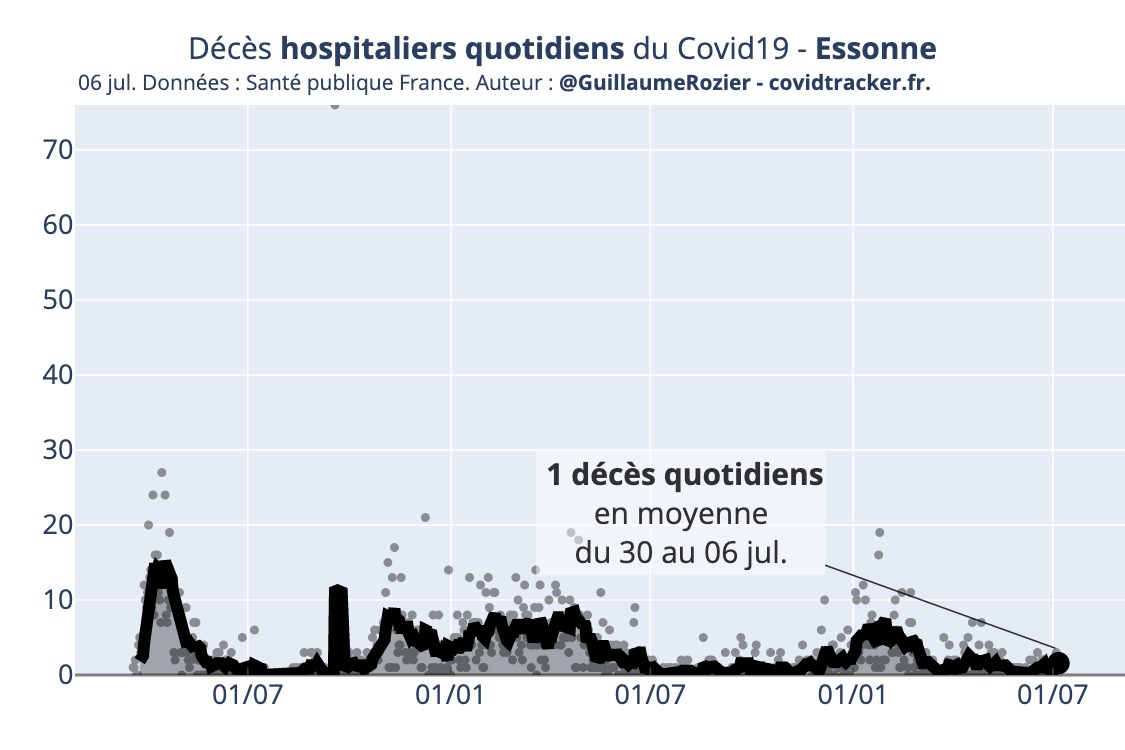 Décès hospitaliers quotidiens du Covid19 - Essonne
06 jul. Données : Santé publique France. Auteur : @GuillaumeRozier - covidtracker.fr.
70
60
50
40
30
1 décès quotidiens
en moyenne
du 30 au 06 jul.
20
10
0
01/07
01/01
01/07
01/01
01/07